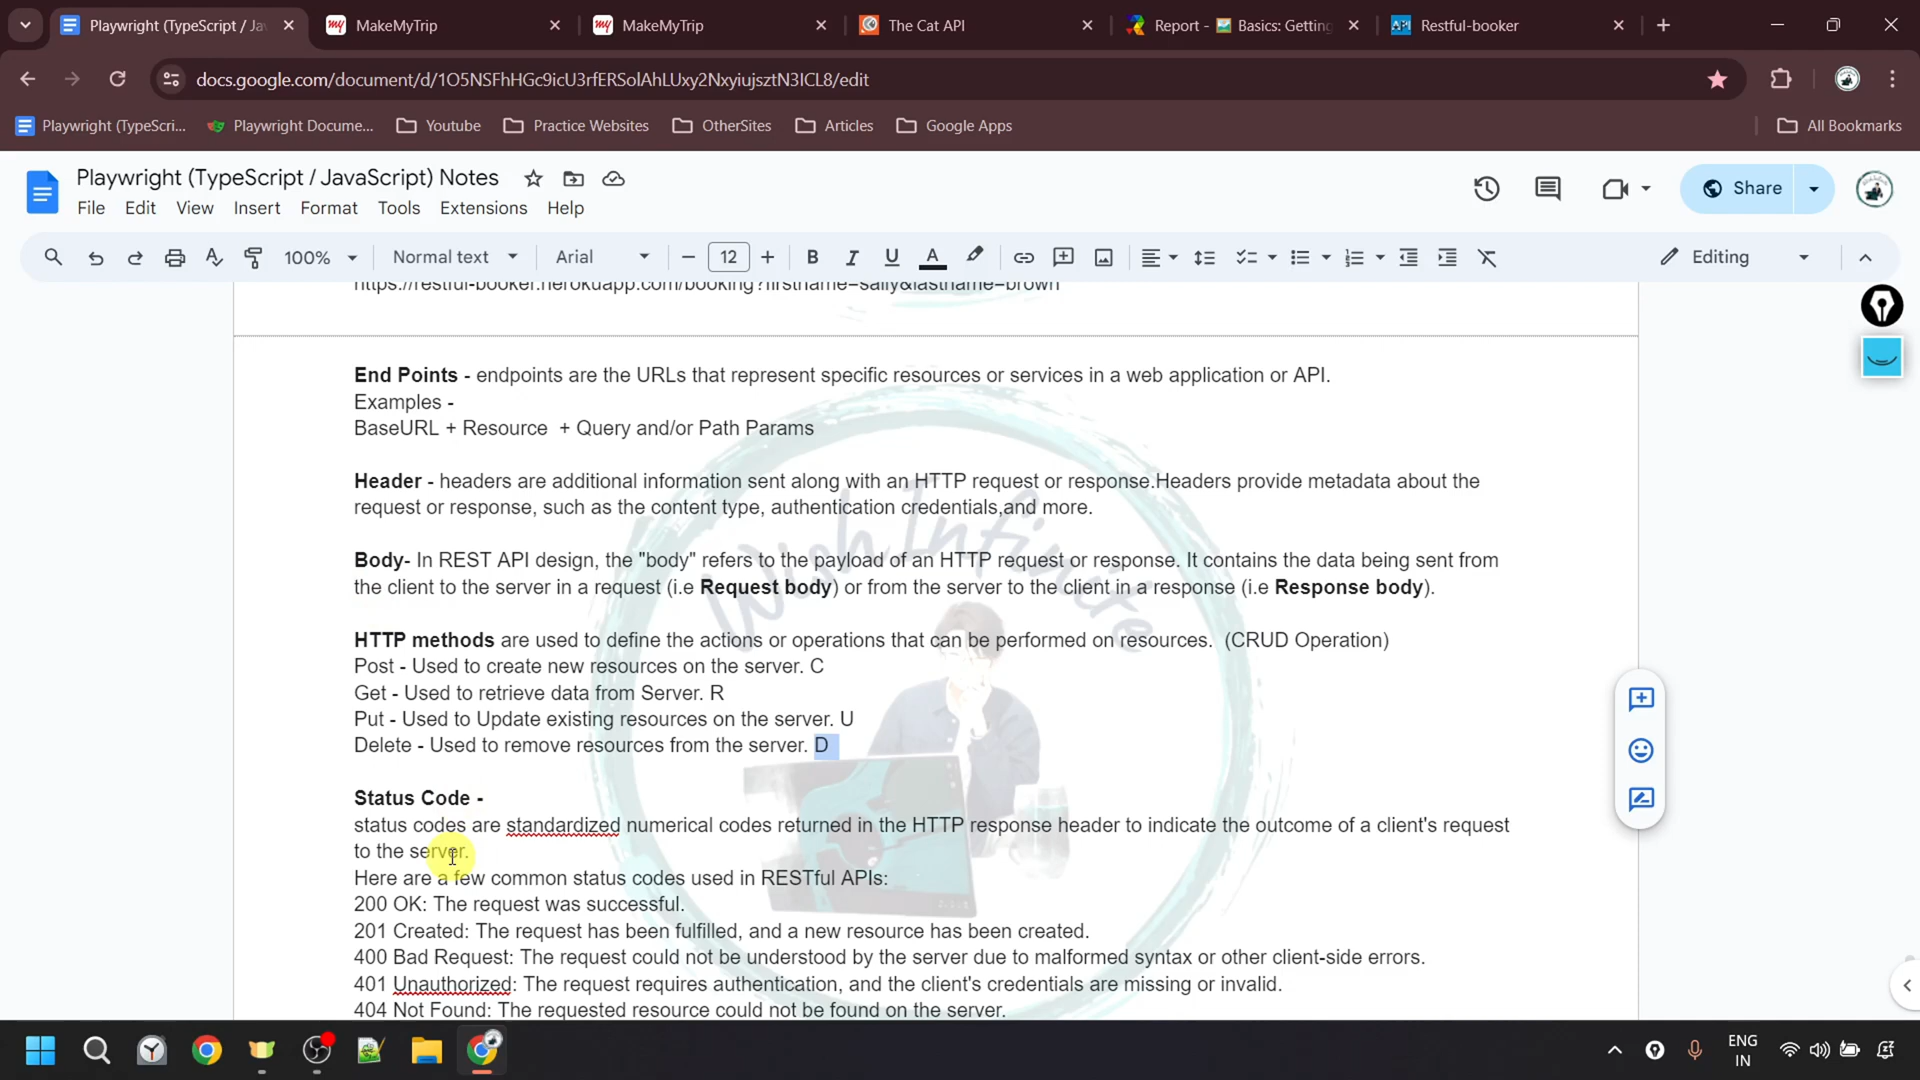 Playwright (TypeScript / Ja
MakeMyTrip
MakeMyTrip
The Cat API
Report - 🖼️ Basics: Getting
Restful-booker
docs.google.com/document/d/1O5NSFhHGc9icU3rfERSolAhLUxy2NxyiujsztN3ICL8/edit
Playwright (TypeScri...
Playwright Docume...
Youtube
Practice Websites
OtherSites
Articles
Google Apps
All Bookmarks
Playwright (TypeScript / JavaScript) Notes
Share
File Edit View Insert Format Tools Extensions Help
100% Normal text Arial 12 Editing
https://restful-booker.herokuapp.com/booking?firstname=sally&lastname=brown
End Points - endpoints are the URLs that represent specific resources or services in a web application or API.
Examples -
BaseURL + Resource + Query and/or Path Params
Header - headers are additional information sent along with an HTTP request or response.Headers provide metadata about the
request or response, such as the content type, authentication credentials,and more.
Body- In REST API design, the "body" refers to the payload of an HTTP request or response. It contains the data being sent from
the client to the server in a request (i.e Request body) or from the server to the client in a response (i.e Response body).
HTTP methods are used to define the actions or operations that can be performed on resources. (CRUD Operation)
Post - Used to create new resources on the server. C
Get - Used to retrieve data from Server. R
Put - Used to Update existing resources on the server. U
Delete - Used to remove resources from the server. D
Status Code -
status codes are standardized numerical codes returned in the HTTP response header to indicate the outcome of a client's request
to the server.
Here are a few common status codes used in RESTful APIs:
200 OK: The request was successful.
201 Created: The request has been fulfilled, and a new resource has been created.
400 Bad Request: The request could not be understood by the server due to malformed syntax or other client-side errors.
401 Unauthorized: The request requires authentication, and the client's credentials are missing or invalid.
404 Not Found: The requested resource could not be found on the server.
Wish Infinite
ENG
IN